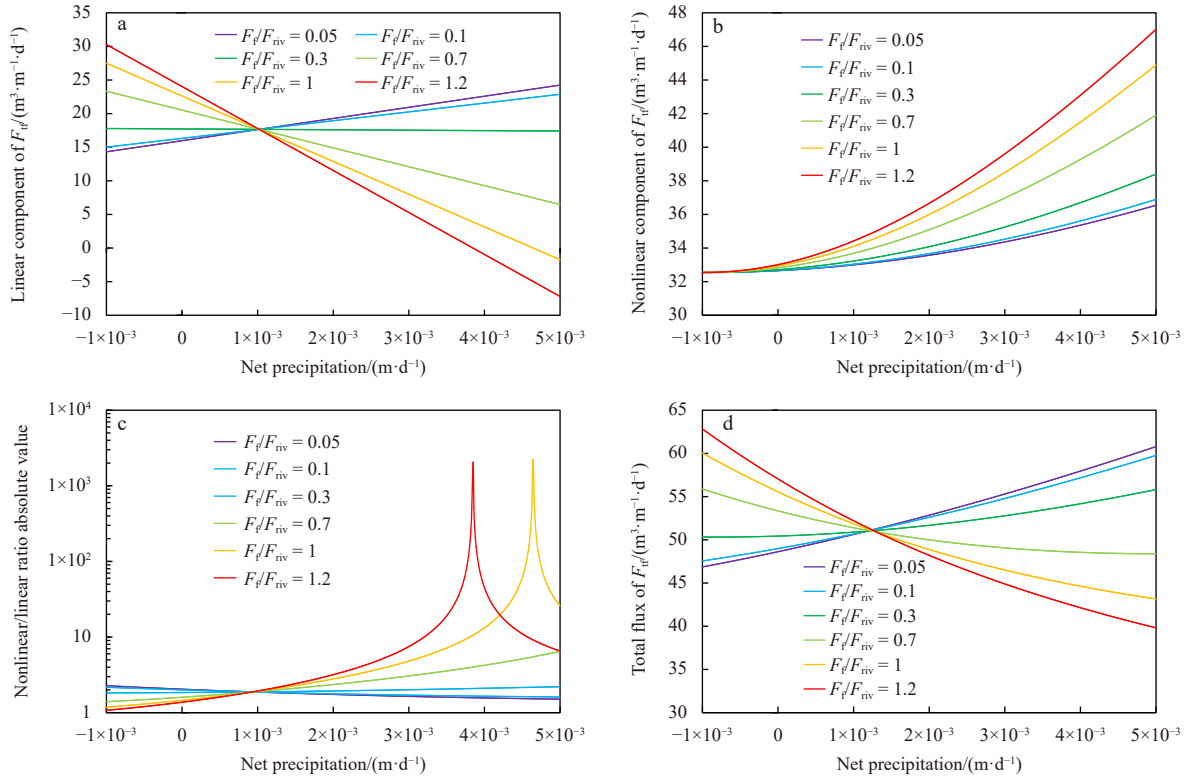 a
35
30
25
20
15
10
5
0
−5
−10
Linear component of F_tf/(m³·m⁻¹·d⁻¹)
F_f/F_riv = 0.05 F_f/F_riv = 0.1
F_f/F_riv = 0.3 F_f/F_riv = 0.7
F_f/F_riv = 1 F_f/F_riv = 1.2
−1×10⁻³ 0 1×10⁻³ 2×10⁻³ 3×10⁻³ 4×10⁻³ 5×10⁻³
Net precipitation/(m·d⁻¹)
b
48
46
44
42
40
38
36
34
32
30
Nonlinear component of F_tf/(m³·m⁻¹·d⁻¹)
F_f/F_riv = 0.05
F_f/F_riv = 0.1
F_f/F_riv = 0.3
F_f/F_riv = 0.7
F_f/F_riv = 1
F_f/F_riv = 1.2
−1×10⁻³ 0 1×10⁻³ 2×10⁻³ 3×10⁻³ 4×10⁻³ 5×10⁻³
Net precipitation/(m·d⁻¹)
c
1×10⁴
1×10³
1×10²
10
1
Nonlinear/linear ratio absolute value
F_f/F_riv = 0.05
F_f/F_riv = 0.1
F_f/F_riv = 0.3
F_f/F_riv = 0.7
F_f/F_riv = 1
F_f/F_riv = 1.2
−1×10⁻³ 0 1×10⁻³ 2×10⁻³ 3×10⁻³ 4×10⁻³ 5×10⁻³
Net precipitation/(m·d⁻¹)
d
65
60
55
50
45
40
35
30
Total flux of F_tf/(m³·m⁻¹·d⁻¹)
F_f/F_riv = 0.05
F_f/F_riv = 0.1
F_f/F_riv = 0.3
F_f/F_riv = 0.7
F_f/F_riv = 1
F_f/F_riv = 1.2
−1×10⁻³ 0 1×10⁻³ 2×10⁻³ 3×10⁻³ 4×10⁻³ 5×10⁻³
Net precipitation/(m·d⁻¹)